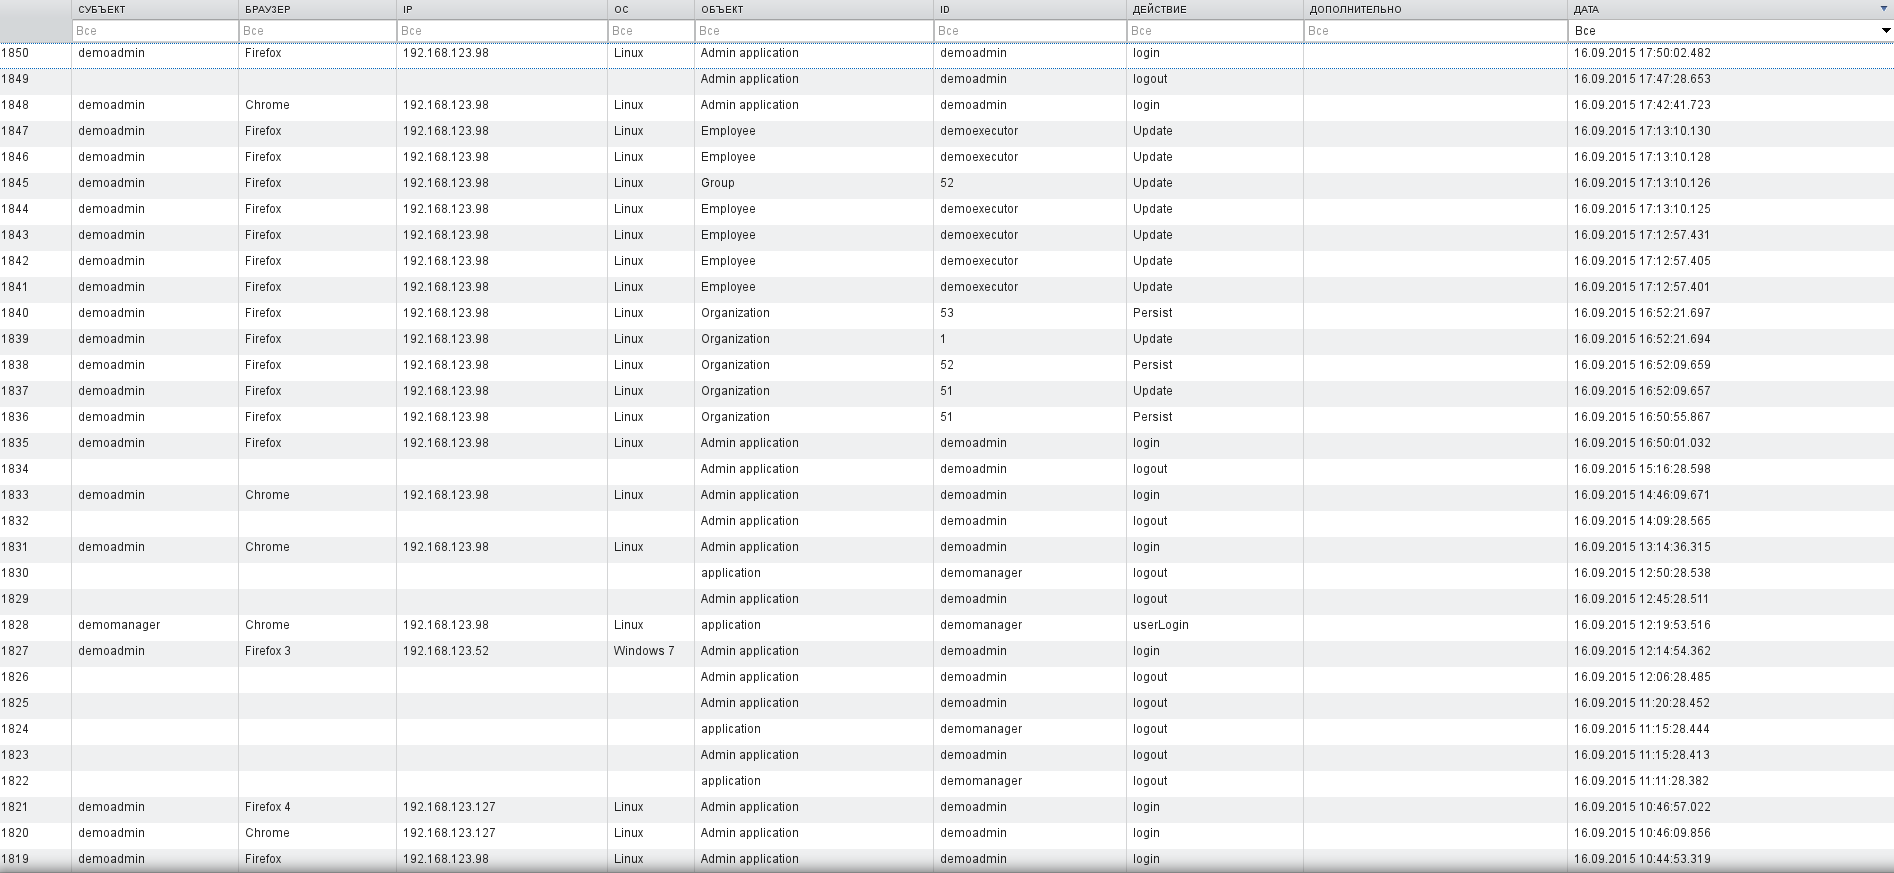 СУБЪЕКТ БРАУЗЕР IP ОС ОБЪЕКТ ID ДЕЙСТВИЕ ДОПОЛНИТЕЛЬНО ДАТА
Все Все Все Все Все Все Все Все Все
1850 demoadmin Firefox 192.168.123.98 Linux Admin application demoadmin login 16.09.2015 17:50:02.482
1849 Admin application demoadmin logout 16.09.2015 17:47:28.653
1848 demoadmin Chrome 192.168.123.98 Linux Admin application demoadmin login 16.09.2015 17:42:41.723
1847 demoadmin Firefox 192.168.123.98 Linux Employee demoexecutor Update 16.09.2015 17:13:10.130
1846 demoadmin Firefox 192.168.123.98 Linux Employee demoexecutor Update 16.09.2015 17:13:10.128
1845 demoadmin Firefox 192.168.123.98 Linux Group 52 Update 16.09.2015 17:13:10.126
1844 demoadmin Firefox 192.168.123.98 Linux Employee demoexecutor Update 16.09.2015 17:13:10.125
1843 demoadmin Firefox 192.168.123.98 Linux Employee demoexecutor Update 16.09.2015 17:12:57.431
1842 demoadmin Firefox 192.168.123.98 Linux Employee demoexecutor Update 16.09.2015 17:12:57.405
1841 demoadmin Firefox 192.168.123.98 Linux Employee demoexecutor Update 16.09.2015 17:12:57.401
1840 demoadmin Firefox 192.168.123.98 Linux Organization 53 Persist 16.09.2015 16:52:21.697
1839 demoadmin Firefox 192.168.123.98 Linux Organization 1 Update 16.09.2015 16:52:21.694
1838 demoadmin Firefox 192.168.123.98 Linux Organization 52 Persist 16.09.2015 16:52:09.659
1837 demoadmin Firefox 192.168.123.98 Linux Organization 51 Update 16.09.2015 16:52:09.657
1836 demoadmin Firefox 192.168.123.98 Linux Organization 51 Persist 16.09.2015 16:50:55.867
1835 demoadmin Firefox 192.168.123.98 Linux Admin application demoadmin login 16.09.2015 16:50:01.032
1834 Admin application demoadmin logout 16.09.2015 15:16:28.598
1833 demoadmin Chrome 192.168.123.98 Linux Admin application demoadmin login 16.09.2015 14:46:09.671
1832 Admin application demoadmin logout 16.09.2015 14:09:28.565
1831 demoadmin Chrome 192.168.123.98 Linux Admin application demoadmin login 16.09.2015 13:14:36.315
1830 application demomanager logout 16.09.2015 12:50:28.538
1829 Admin application demoadmin logout 16.09.2015 12:45:28.511
1828 demomanager Chrome 192.168.123.98 Linux application demomanager userLogin 16.09.2015 12:19:53.516
1827 demoadmin Firefox 3 192.168.123.52 Windows 7 Admin application demoadmin login 16.09.2015 12:14:54.362
1826 Admin application demoadmin logout 16.09.2015 12:06:28.485
1825 Admin application demoadmin logout 16.09.2015 11:20:28.452
1824 application demomanager logout 16.09.2015 11:15:28.444
1823 Admin application demoadmin logout 16.09.2015 11:15:28.413
1822 application demomanager logout 16.09.2015 11:11:28.382
1821 demoadmin Firefox 4 192.168.123.127 Linux Admin application demoadmin login 16.09.2015 10:46:57.022
1820 demoadmin Chrome 192.168.123.127 Linux Admin application demoadmin login 16.09.2015 10:46:09.856
1819 demoadmin Firefox 192.168.123.98 Linux Admin application demoadmin login 16.09.2015 10:44:53.319